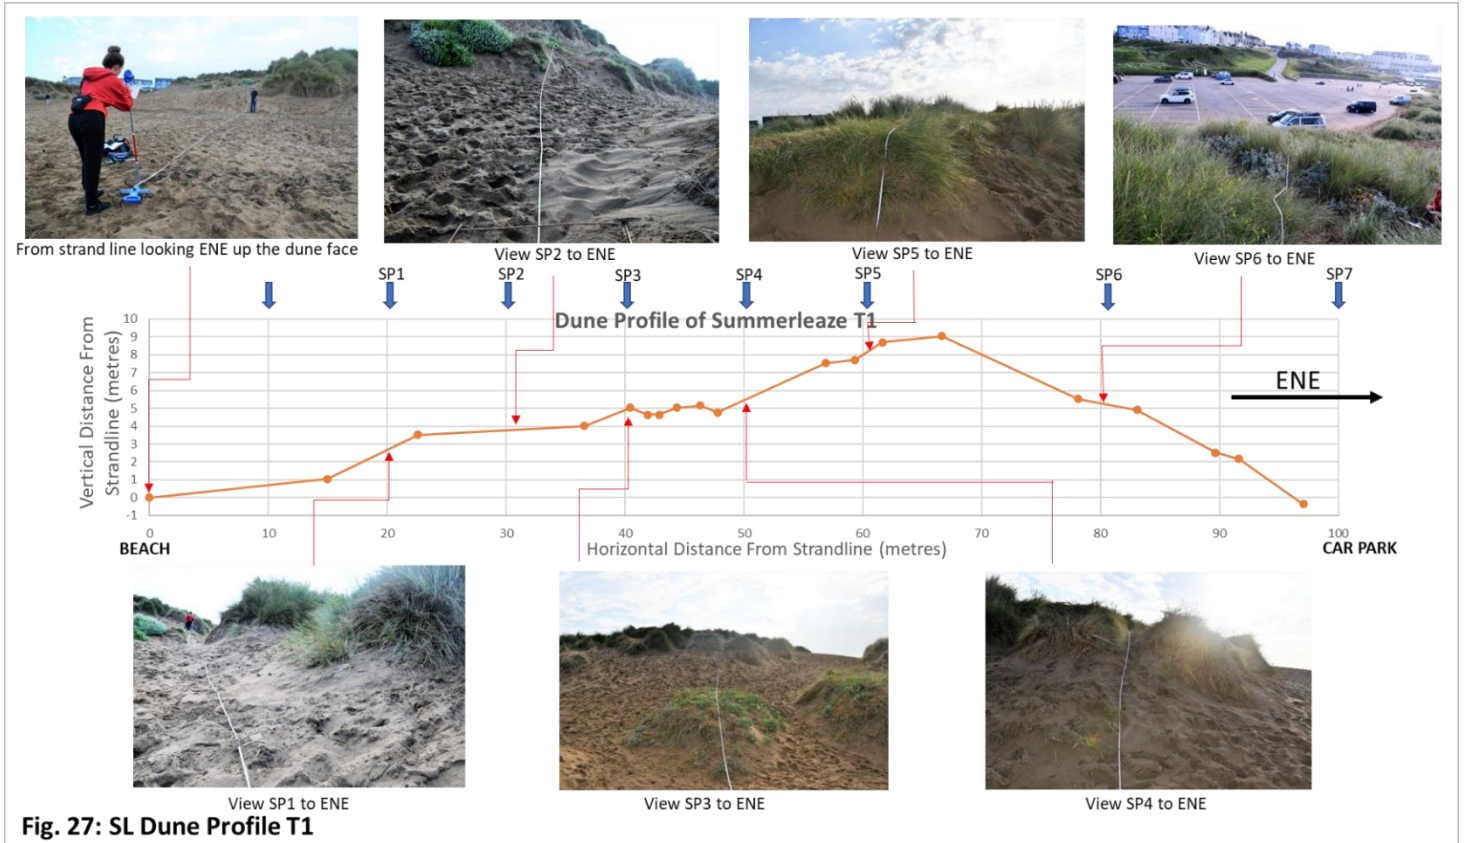 From strand line looking ENE up the dune face
View SP2 to ENE
View SP5 to ENE
View SP6 to ENE
SP1
SP2
SP3
SP4
SP5
SP6
SP7
Dune Profile of Summerleaze T1
Vertical Distance From
Strandline (metres)
10
9
8
7
6
5
4
3
2
1
0
-1
ENE
0
10
20
30
40
50
60
70
80
90
100
BEACH
Horizontal Distance From Strandline (metres)
CAR PARK
View SP1 to ENE
View SP3 to ENE
View SP4 to ENE
Fig. 27: SL Dune Profile T1